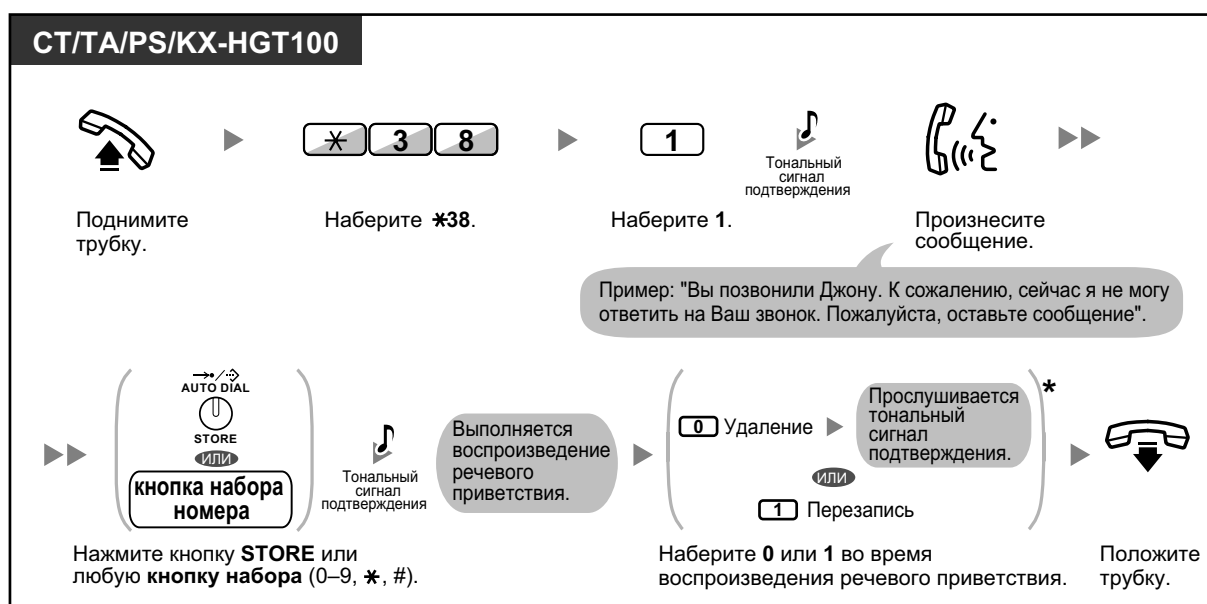 CT/TA/PS/KX-HGT100
✳ 3 8
1
Тональный
сигнал
подтверждения
Поднимите
трубку.
Наберите ✳38.
Наберите 1.
Произнесите
сообщение.
Пример: "Вы позвонили Джону. К сожалению, сейчас я не могу
ответить на Ваш звонок. Пожалуйста, оставьте сообщение".
AUTO DIAL
STORE
ИЛИ
кнопка набора
номера
Тональный
сигнал
подтверждения
Выполняется
воспроизведение
речевого
приветствия.
0 Удаление
Прослушивается
тональный
сигнал
подтверждения.
ИЛИ
1 Перезапись
*
Нажмите кнопку STORE или
любую кнопку набора (0–9, ✳, #).
Наберите 0 или 1 во время
воспроизведения речевого приветствия.
Положите
трубку.